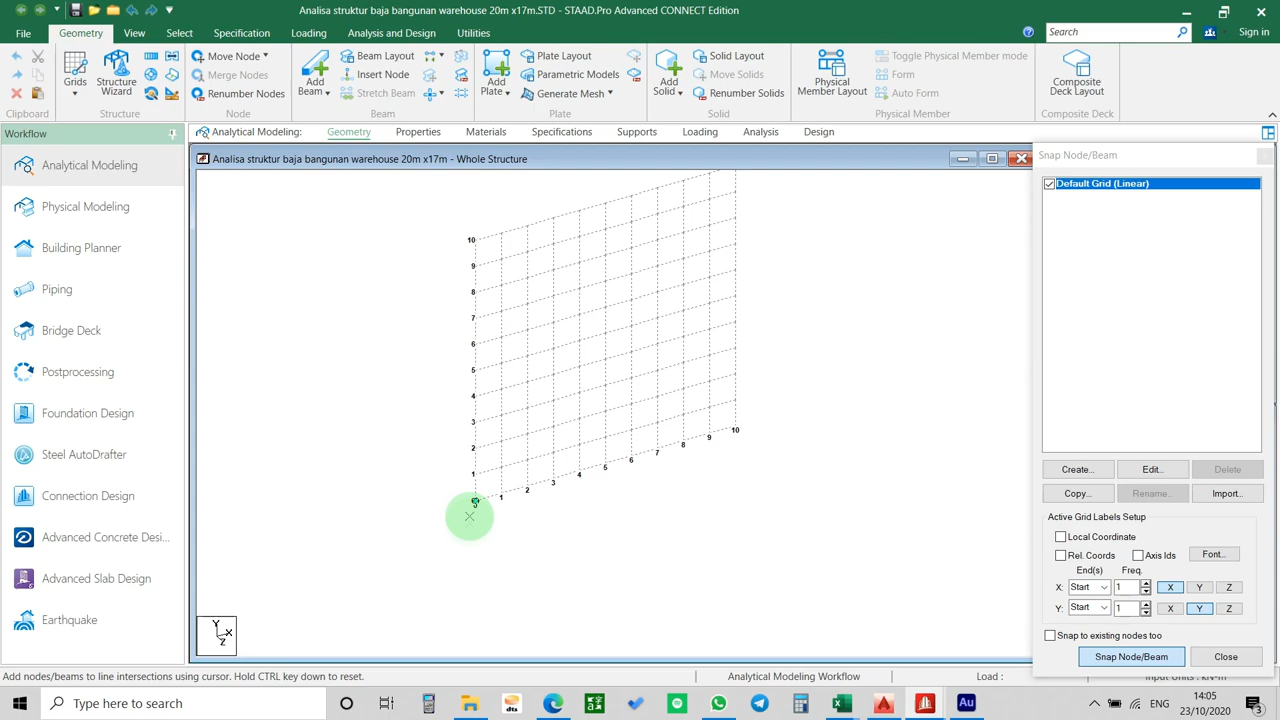 Analisa struktur baja bangunan warehouse 20m x17m.STD - STAAD.Pro Advanced CONNECT Edition
File Geometry View Select Specification Loading Analysis and Design Utilities Search Sign in
Grids
Structure Wizard
Move Node
Merge Nodes
Renumber Nodes
Add Beam
Beam Layout
Insert Node
Stretch Beam
Add Plate
Plate Layout
Parametric Models
Generate Mesh
Add Solid
Solid Layout
Move Solids
Renumber Solids
Physical Member Layout
Toggle Physical Member mode
Form
Auto Form
Composite Deck Layout
Clipboard Structure Node Beam Plate Solid Physical Member Composite Deck
Workflow
Analytical Modeling: Geometry Properties Materials Specifications Supports Loading Analysis Design
Analytical Modeling
Physical Modeling
Building Planner
Piping
Bridge Deck
Postprocessing
Foundation Design
Steel AutoDrafter
Connection Design
Advanced Concrete Desi...
Advanced Slab Design
Earthquake
Analisa struktur baja bangunan warehouse 20m x17m - Whole Structure
10
9
8
7
6
5
4
3
2
1
1 2 3 4 5 6 7 8 9 10
Y
X
Z
Snap Node/Beam
Default Grid (Linear)
Create... Edit... Delete
Copy... Rename... Import...
Active Grid Labels Setup
Local Coordinate
Rel. Coords Axis Ids Font...
End(s) Freq.
X: Start 1 X Y Z
Y: Start 1 X Y Z
Snap to existing nodes too
Snap Node/Beam Close
Add nodes/beams to line intersections using cursor. Hold CTRL key down to reset. Analytical Modeling Workflow Load : Input Units : kN-m
Type here to search
dts
Au
ENG
14:05
23/10/2020
3